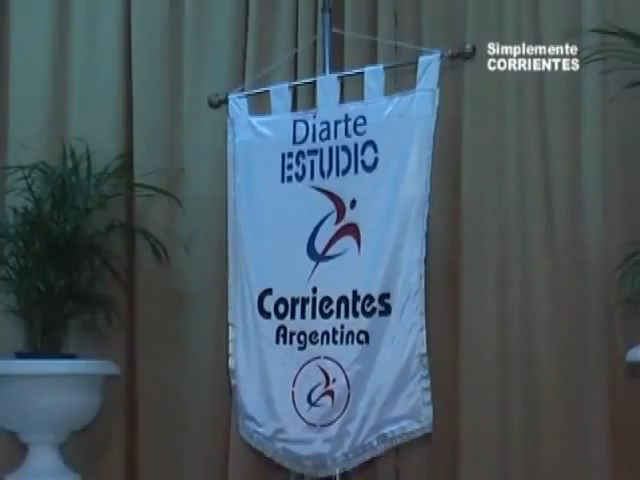 Simplemente
CORRIENTES
Diarte
ESTUDIO
Corrientes
Argentina